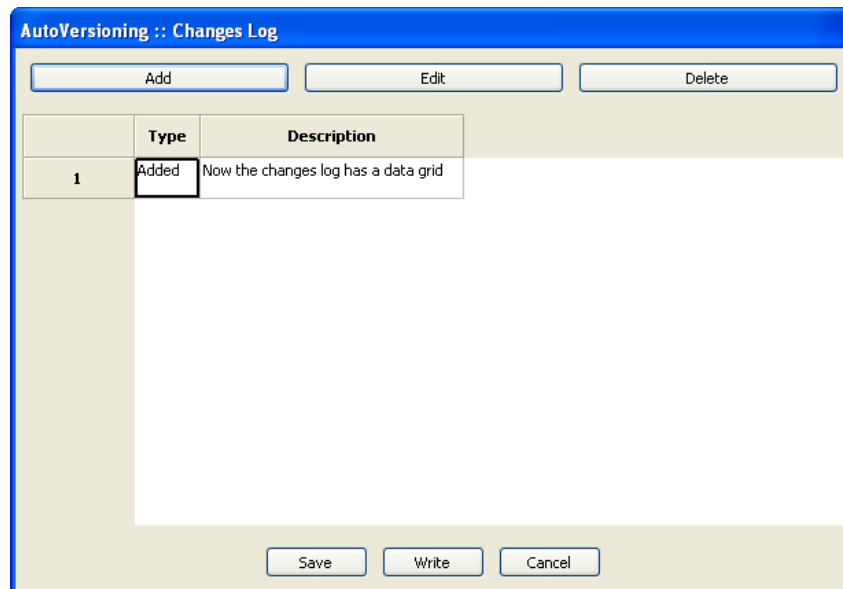 AutoVersioning :: Changes Log
Add Edit Delete
Type Description
1 Added Now the changes log has a data grid
Save Write Cancel